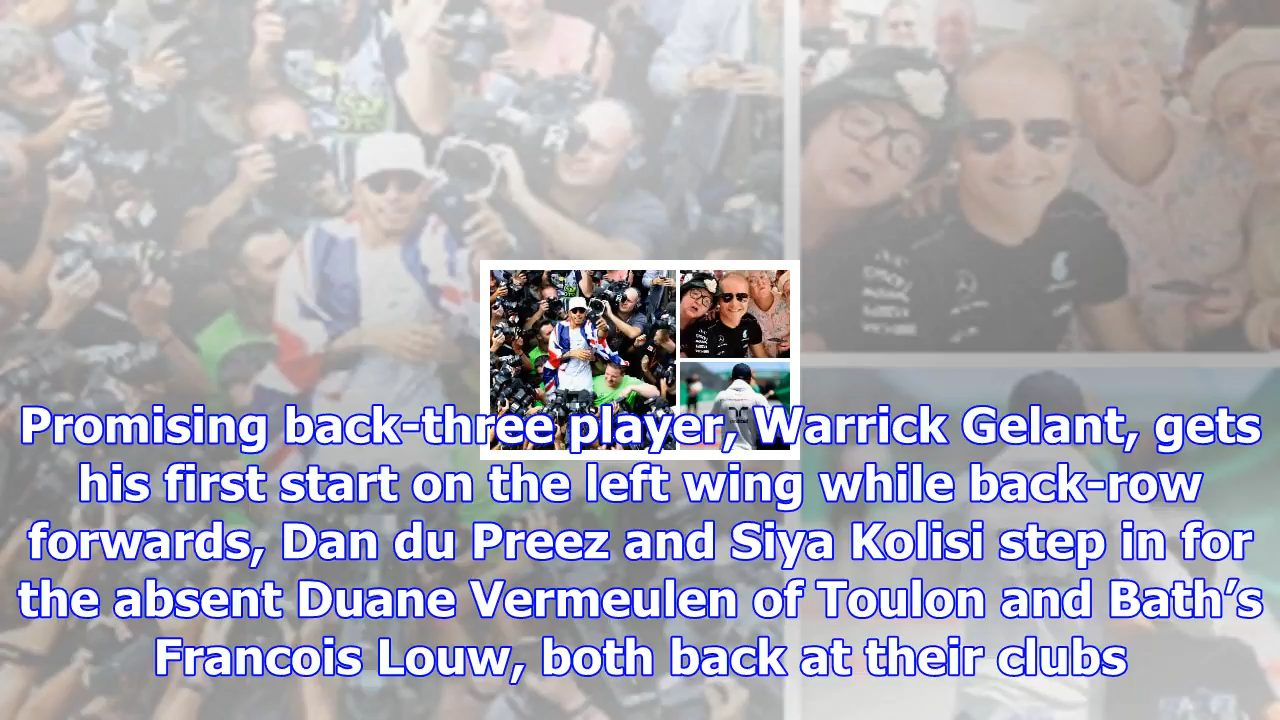 Promising back-three player, Warrick Gelant, gets
his first start on the left wing while back-row
forwards, Dan du Preez and Siya Kolisi step in for
the absent Duane Vermeulen of Toulon and Bath’s
Francois Louw, both back at their clubs